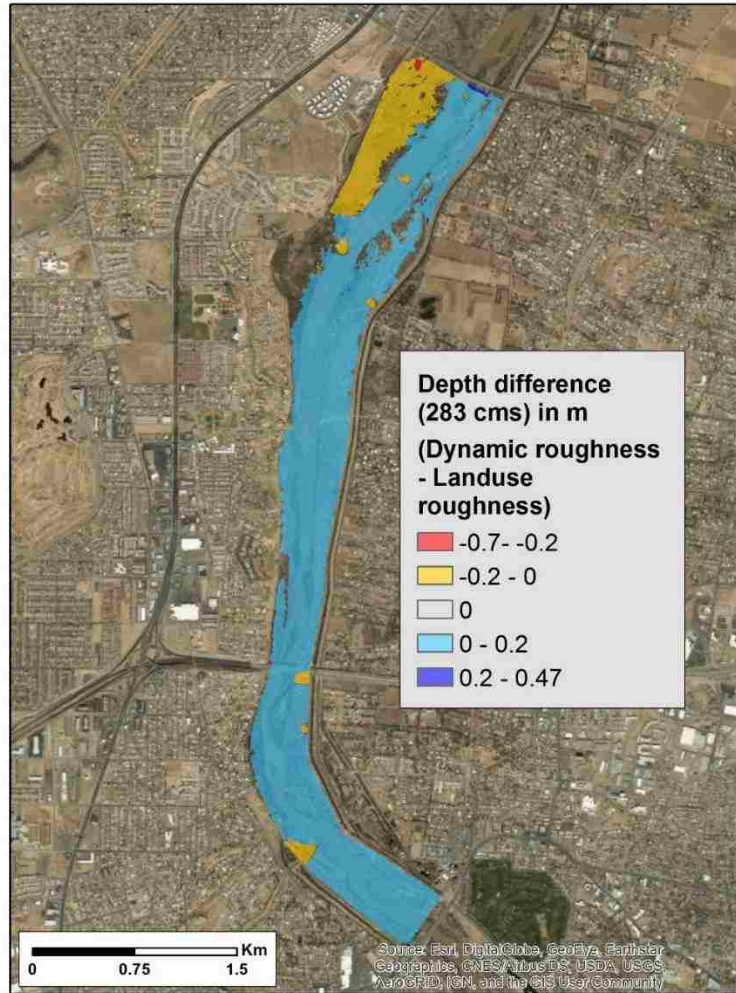 Depth difference
(283 cms) in m
(Dynamic roughness
- Landuse
roughness)
-0.7- -0.2
-0.2 - 0
0
0 - 0.2
0.2 - 0.47
Km
0 0.75 1.5
Source: Esri, DigitalGlobe, GeoEye, Earthstar
Geographics, CNES/Airbus DS, USDA, USGS,
AeroGRID, IGN, and the GIS User Community